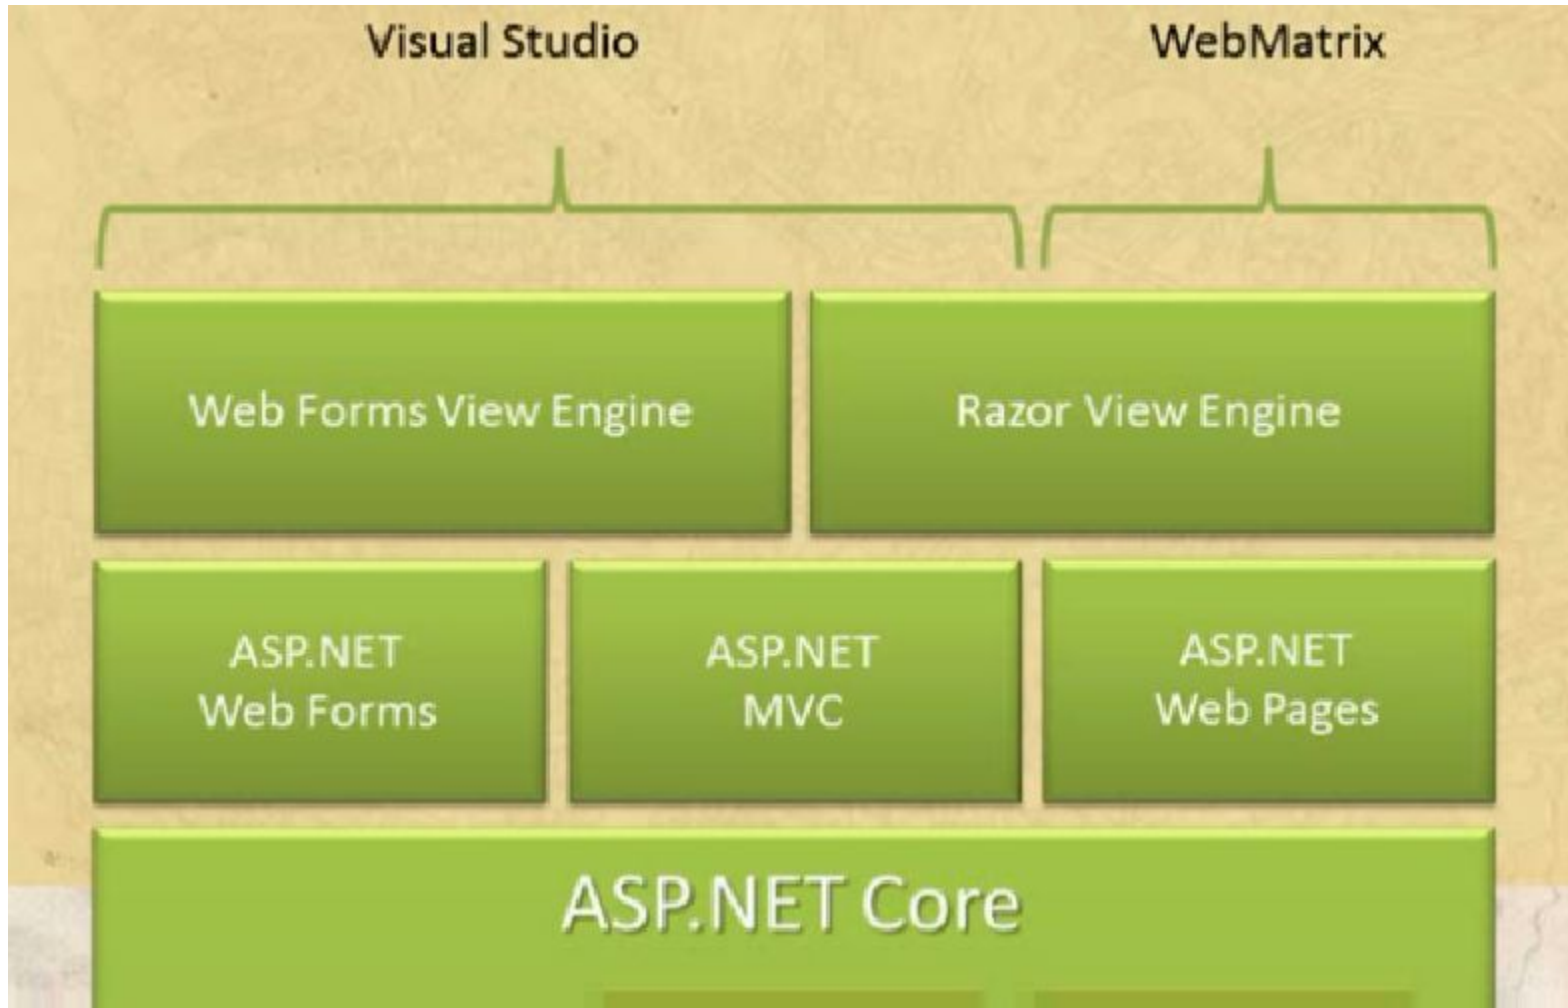 Visual Studio
WebMatrix
Web Forms View Engine
Razor View Engine
ASP.NET
Web Forms
ASP.NET
MVC
ASP.NET
Web Pages
ASP.NET Core